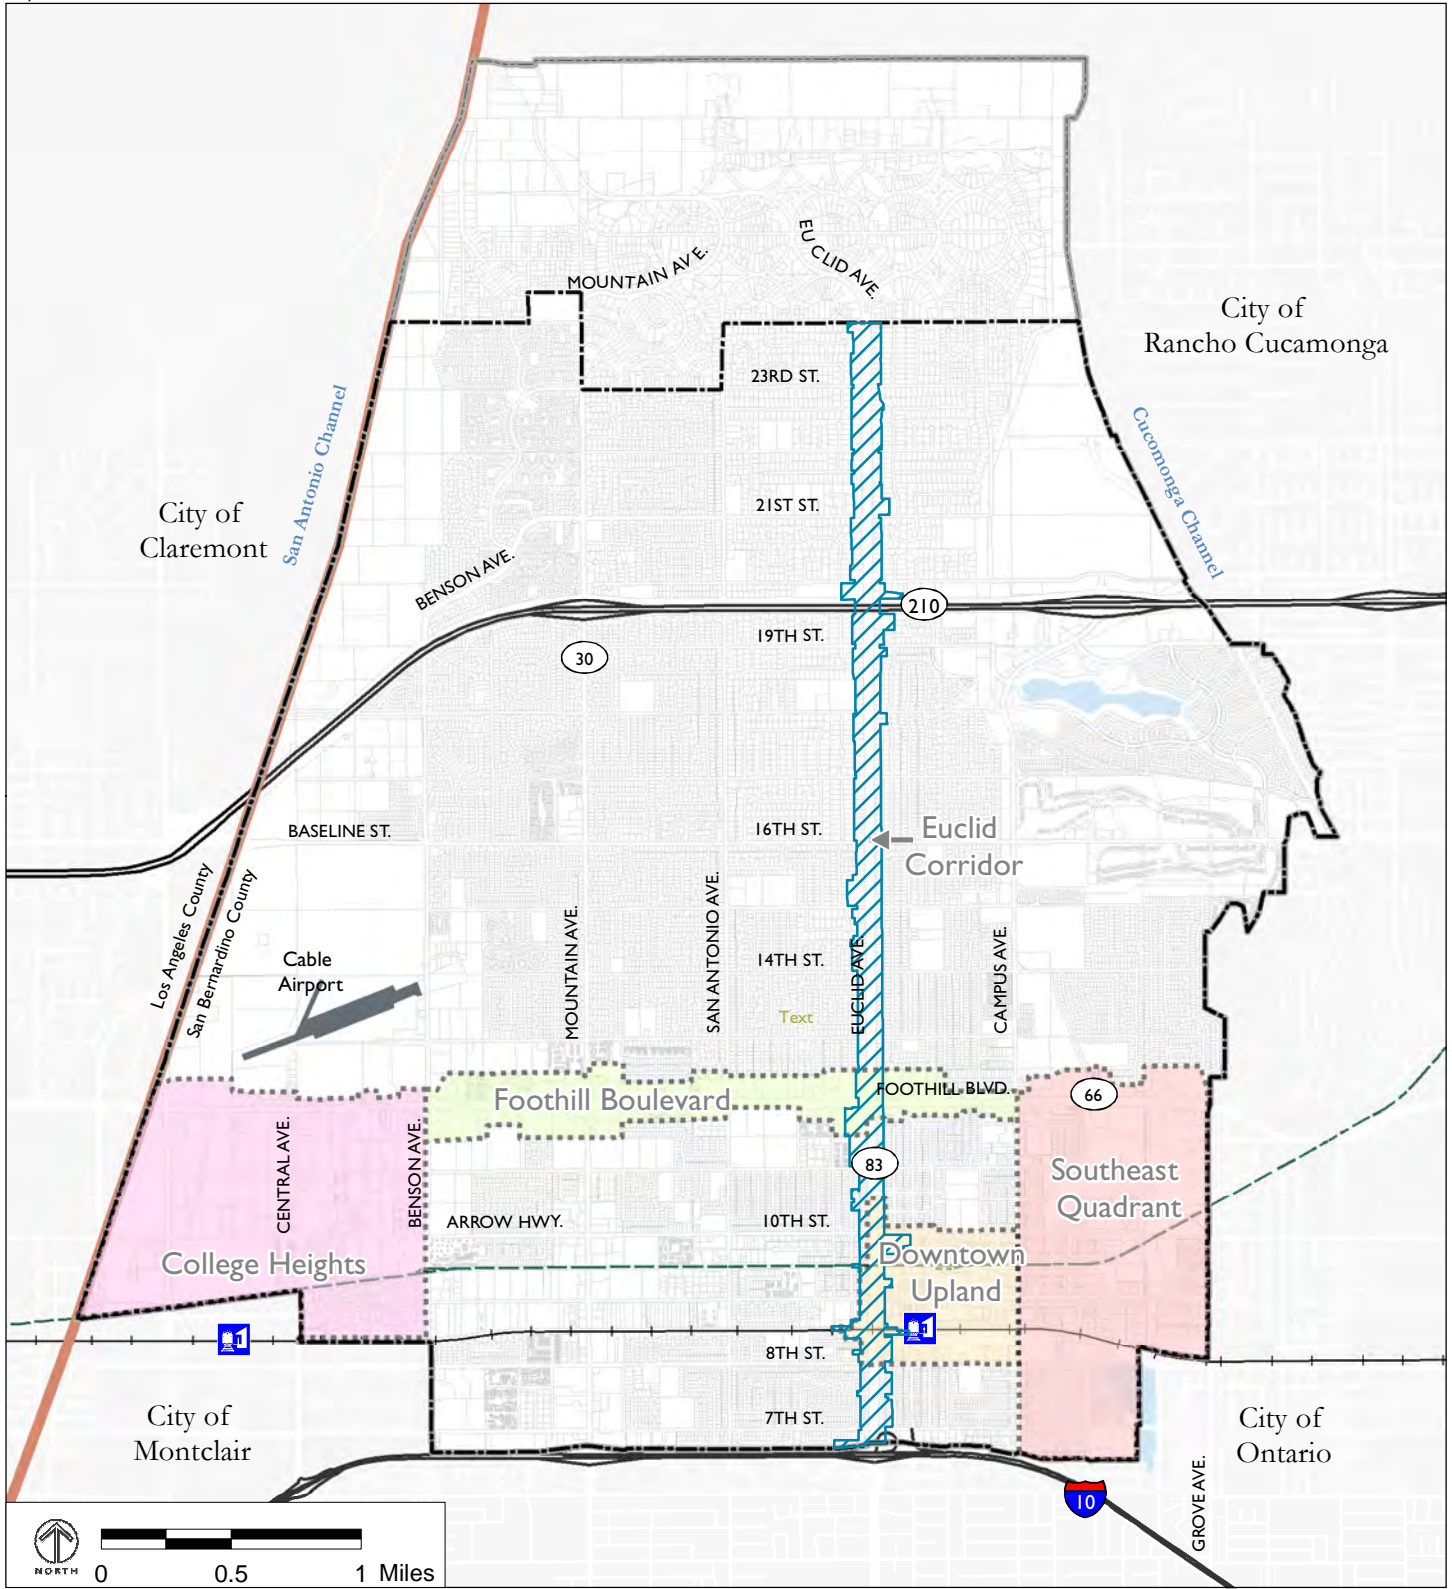 MOUNTAIN AVE.
EUCLID AVE.
City of
Rancho Cucamonga
23RD ST.
San Antonio Channel
Cucomonga Channel
21ST ST.
City of
Claremont
BENSON AVE.
210
19TH ST.
30
BASELINE ST.
16TH ST.
Euclid
Corridor
Los Angeles County
San Bernardino County
MOUNTAIN AVE.
SAN ANTONIO AVE.
14TH ST.
EUCLID AVE.
CAMPUS AVE.
Cable
Airport
Text
Foothill Boulevard
FOOTHILL BLVD.
66
CENTRAL AVE.
BENSON AVE.
83
Southeast
Quadrant
ARROW HWY.
10TH ST.
College Heights
Downtown
Upland
8TH ST.
City of
Montclair
7TH ST.
City of
Ontario
GROVE AVE.
10
NORTH
0 0.5 1 Miles